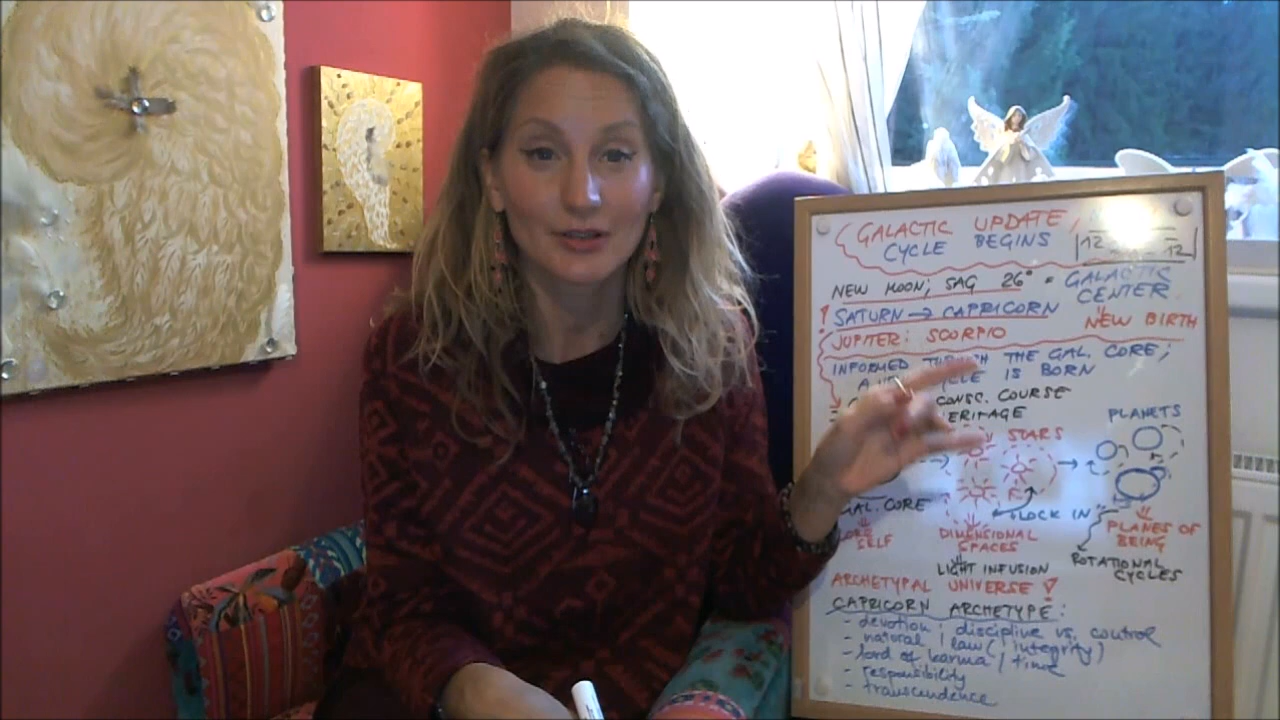 GALACTIC UPDATE,
CYCLE BEGINS
12 12
NEW MOON; SAG 26° = GALACTIC
CENTER
! SATURN → CAPRICORN
NEW BIRTH
JUPITER: SCORPIO
INFORMED THROUGH THE GAL. CORE;
IS BORN
CONSC. COURSE
PLANETS
STARS
GAL. CORE
LOCK IN
SELF
DIMENSIONAL
SPACES
PLANES OF
BEING
LIGHT INFUSION
ROTATIONAL
CYCLES
ARCHETYPAL UNIVERSE !
CAPRICORN ARCHETYPE:
- devotion / discipline vs. control
- natural / law (integrity)
- lord of karma / time
- responsibility
- transcendence